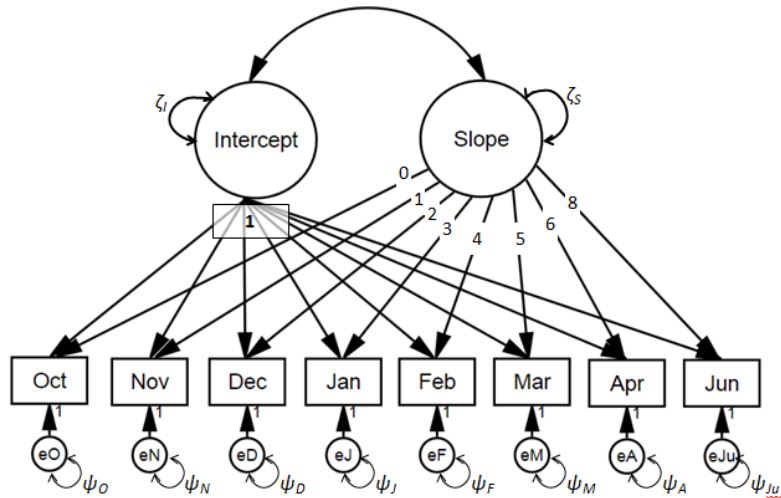 ζI ζS
Intercept Slope
0
1
2
3
4
5
6
8
1
Oct Nov Dec Jan Feb Mar Apr Jun
1 1 1 1 1 1 1 1
eO eN eD eJ eF eM eA eJu
ψO ψN ψD ψJ ψF ψM ψA ψJu